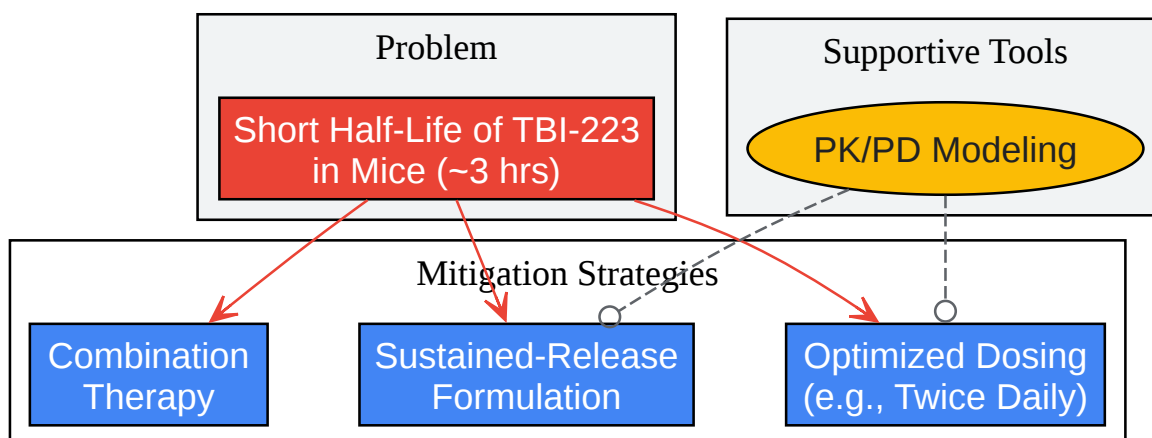 Problem
Supportive Tools
Short Half-Life of TBI-223
in Mice (~3 hrs)
PK/PD Modeling
Mitigation Strategies
Combination
Therapy
Sustained-Release
Formulation
Optimized Dosing
(e.g., Twice Daily)